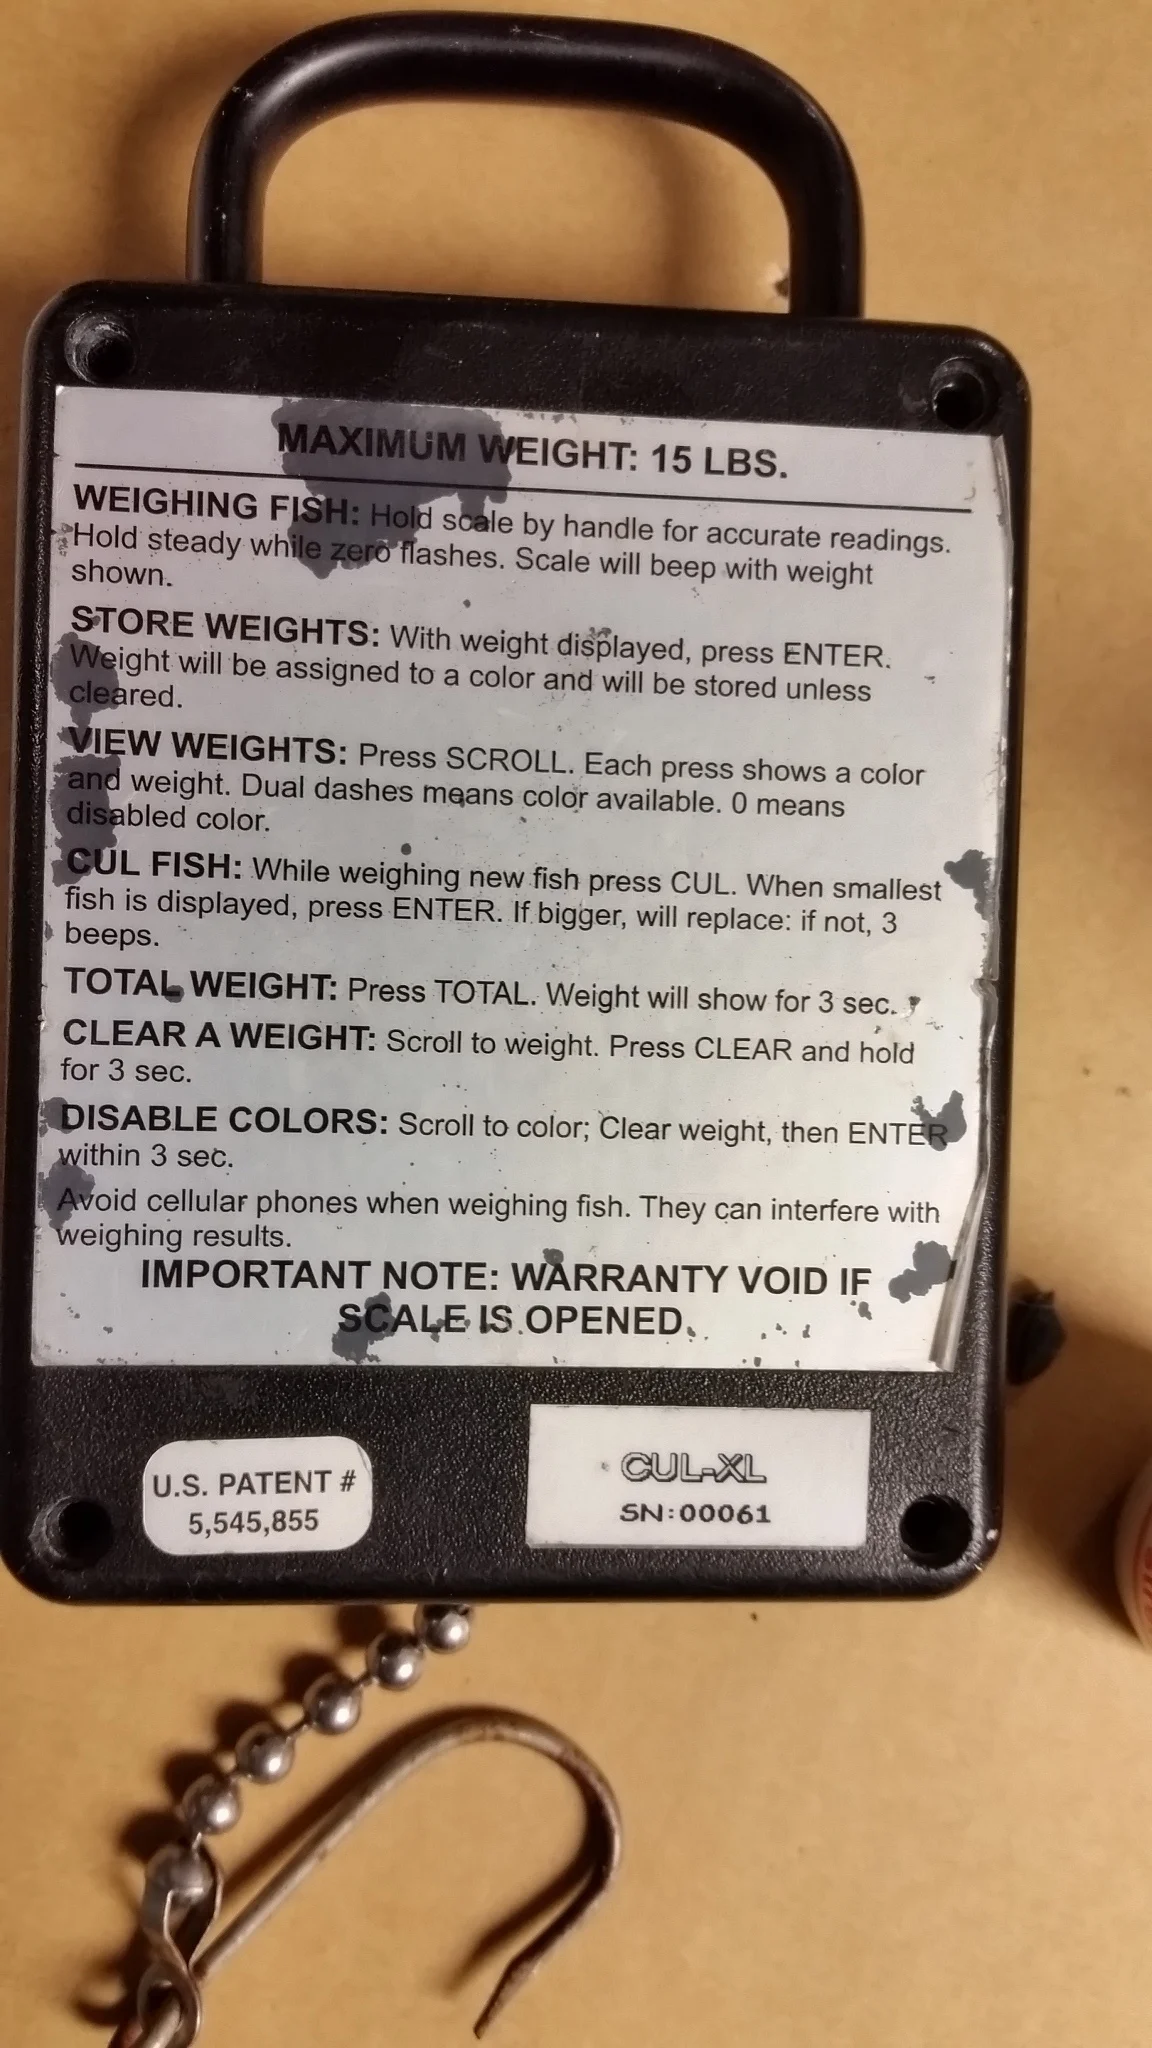 MAXIMUM WEIGHT: 15 LBS.
WEIGHING FISH: Hold scale by handle for accurate readings.
Hold steady while zero flashes. Scale will beep with weight
shown.
STORE WEIGHTS: With weight displayed, press ENTER.
Weight will be assigned to a color and will be stored unless
cleared.
VIEW WEIGHTS: Press SCROLL. Each press shows a color
and weight. Dual dashes means color available. 0 means
disabled color.
CUL FISH: While weighing new fish press CUL. When smallest
fish is displayed, press ENTER. If bigger, will replace: if not, 3
beeps.
TOTAL WEIGHT: Press TOTAL. Weight will show for 3 sec.
CLEAR A WEIGHT: Scroll to weight. Press CLEAR and hold
for 3 sec.
DISABLE COLORS: Scroll to color; Clear weight, then ENTER
within 3 sec.
Avoid cellular phones when weighing fish. They can interfere with
weighing results.
IMPORTANT NOTE: WARRANTY VOID IF
SCALE IS OPENED.
U.S. PATENT #
5,545,855
CUL-XL
SN:00061